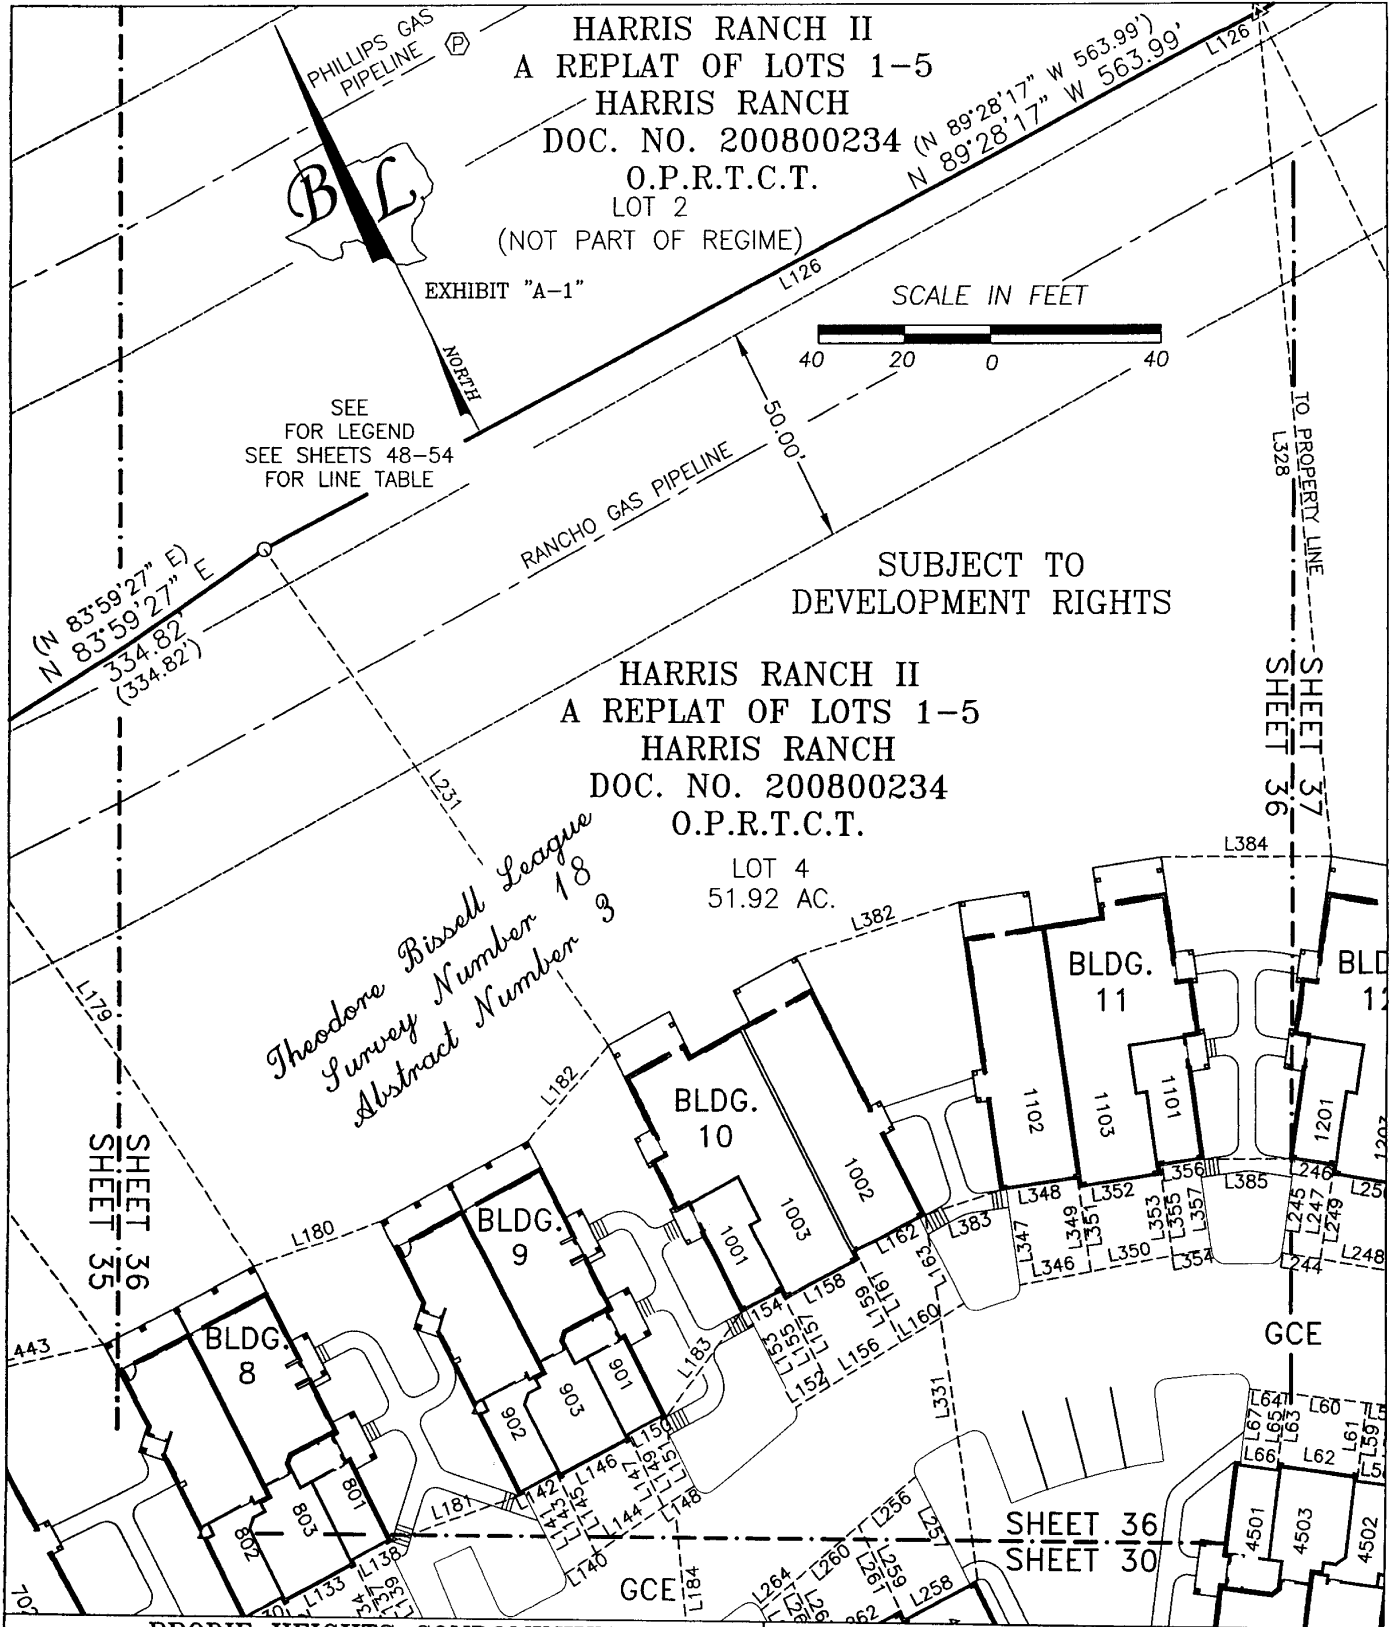 HARRIS RANCH II
A REPLAT OF LOTS 1-5
HARRIS RANCH
DOC. NO. 200800234
O.P.R.T.C.T.
LOT 2
(NOT PART OF REGIME)
PHILLIPS GAS
PIPELINE
P
B L
EXHIBIT "A-1"
NORTH
(N 89°28'17" W 563.99')
N 89°28'17" W 563.99'
L126
L126
SCALE IN FEET
40 20 0 40
50.00'
SEE
FOR LEGEND
SEE SHEETS 48-54
FOR LINE TABLE
RANCHO GAS PIPELINE
TO PROPERTY LINE
L328
(N 83°59'27" E)
N 83°59'27" E
334.82'
(334.82')
SUBJECT TO
DEVELOPMENT RIGHTS
HARRIS RANCH II
A REPLAT OF LOTS 1-5
HARRIS RANCH
DOC. NO. 200800234
O.P.R.T.C.T.
LOT 4
51.92 AC.
SHEET 37
SHEET 36
L231
Theodore Bissell League
Survey Number 18
Abstract Number 3
L179
L384
L382
L182
BLDG.
11
1102
1103
1101
1201
BLDG.
10
1001
1003
1002
SHEET 36
SHEET 35
L180
BLDG.
9
902
903
901
443
BLDG.
8
802
803
801
L356
L385
L246
L348
L352
L353
L355
L357
L245
L247
L249
L347
L349
L351
L346
L350
L354
L244
L248
L383
L162
L163
L158
L159
L161
L160
L154
L153
L155
L157
L156
L152
L183
GCE
L331
L64
L60
L67
L65
L63
L61
L59
L66
L62
4501
4503
4502
L150
L146
L147
L149
L151
L142
L143
L145
L144
L148
L140
L181
L138
L133
L137
L139
L184
GCE
L256
L257
L260
L259
L261
L258
L264
SHEET 36
SHEET 30